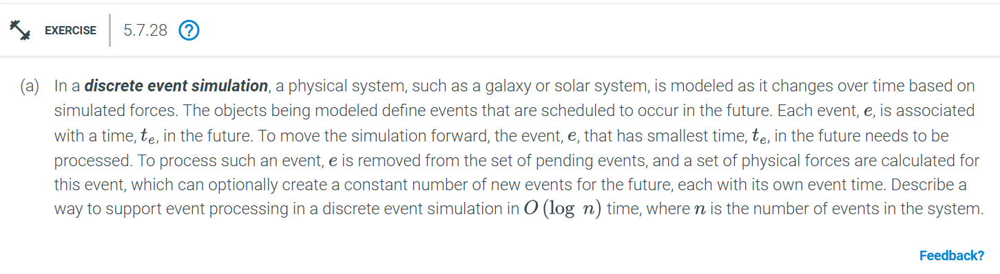 EXERCISE 5.7.28 ?
(a) In a discrete event simulation, a physical system, such as a galaxy or solar system, is modeled as it changes over time based on
simulated forces. The objects being modeled define events that are scheduled to occur in the future. Each event, e, is associated
with a time, tₑ, in the future. To move the simulation forward, the event, e, that has smallest time, tₑ, in the future needs to be
processed. To process such an event, e is removed from the set of pending events, and a set of physical forces are calculated for
this event, which can optionally create a constant number of new events for the future, each with its own event time. Describe a
way to support event processing in a discrete event simulation in O (log n) time, where n is the number of events in the system.
Feedback?